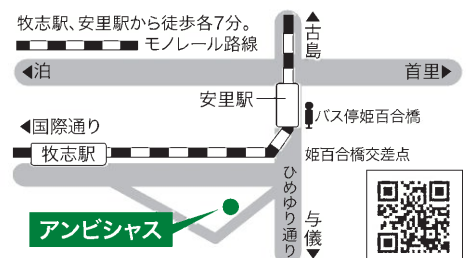 牧志駅、安里駅から徒歩各7分。
モノレール路線
▲古島
◀泊
首里▶
安里駅
バス停姫百合橋
◀国際通り
牧志駅
姫百合橋交差点
ひめゆり通り
与儀▼
アンビシャス